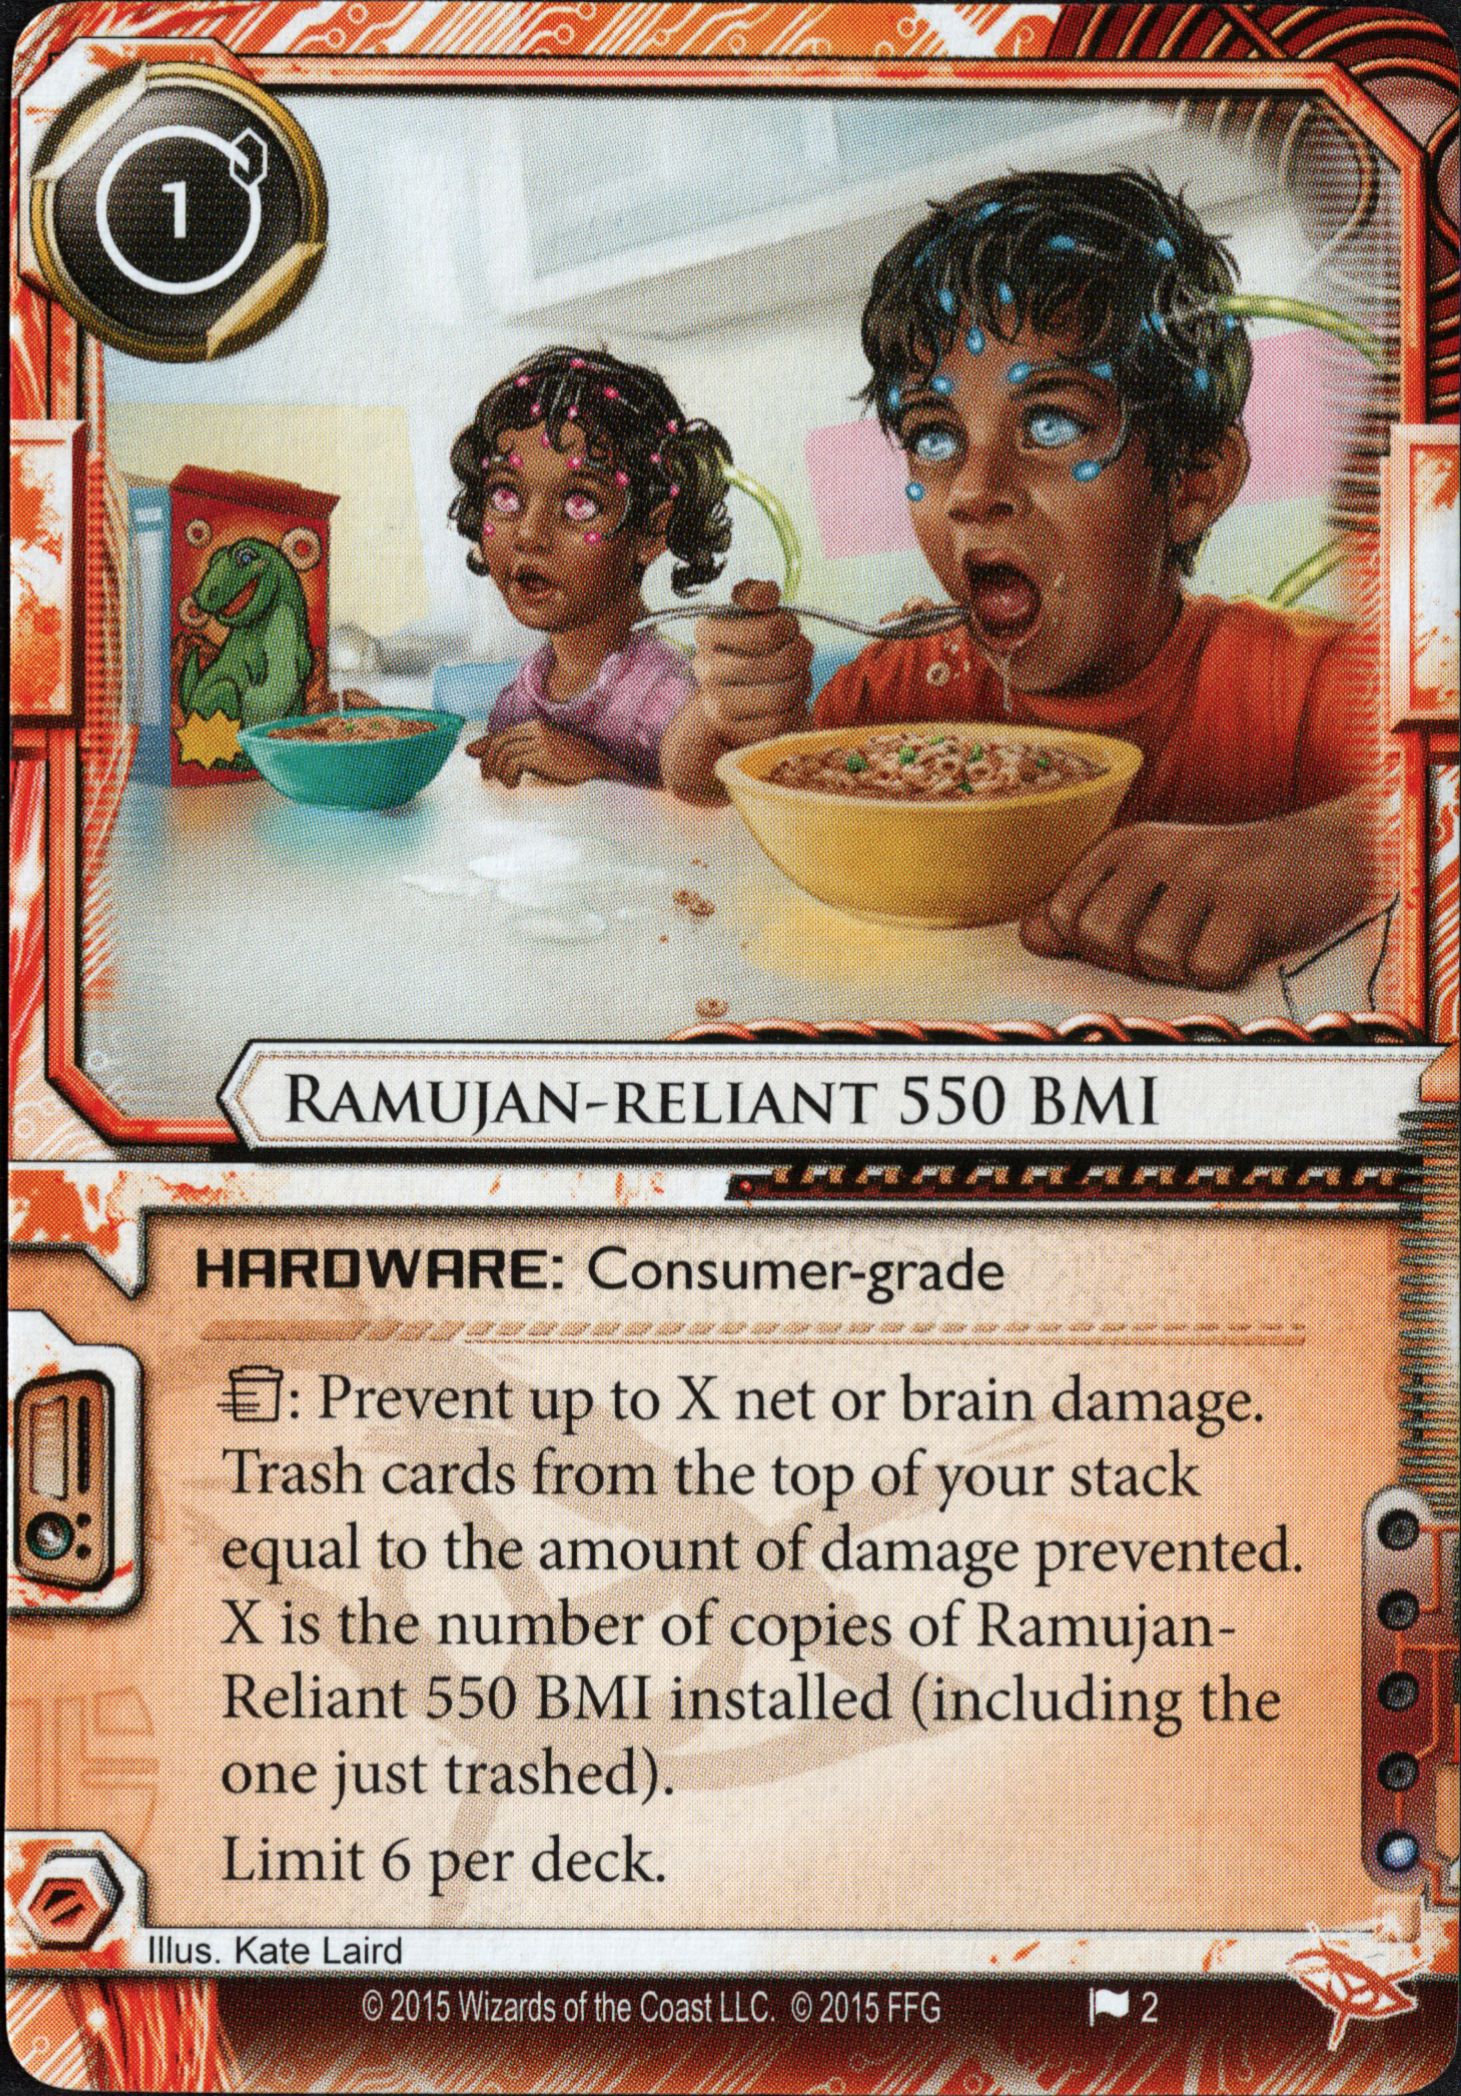 1
Ramujan-reliant 550 BMI
HARDWARE: Consumer-grade
: Prevent up to X net or brain damage.
Trash cards from the top of your stack
equal to the amount of damage prevented.
X is the number of copies of Ramujan-
Reliant 550 BMI installed (including the
one just trashed).
Limit 6 per deck.
Illus. Kate Laird
© 2015 Wizards of the Coast LLC. © 2015 FFG
2